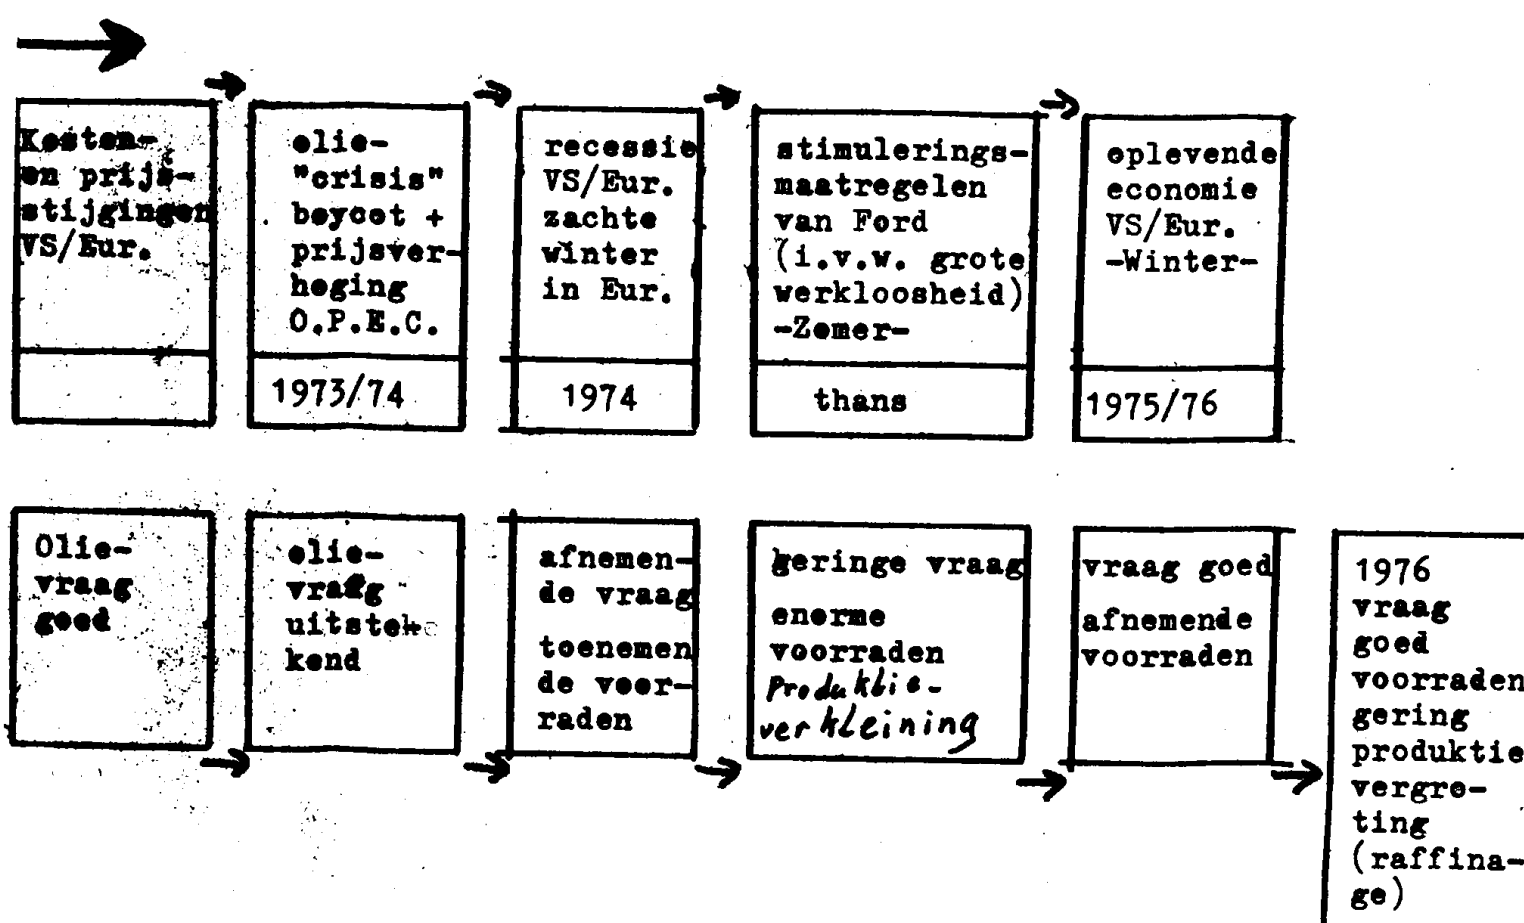 Kosten-
en prijs-
stijgingen
VS/Eur.
olie-
"crisis"
boycot +
prijsver-
hoging
O.P.E.C.
1973/74
recessie
VS/Eur.
zachte
winter
in Eur.
1974
stimulerings-
maatregelen
van Ford
(i.v.w. grote
werkloosheid)
-Zomer-
thans
oplevende
economie
VS/Eur.
-Winter-
1975/76
Olie-
vraag
goed
olie-
vraag
uitste-
kend
afnemen-
de vraag
toenemen
de voor-
raden
geringe vraag
enorme
voorraden
Produktie-
verkleining
vraag goed
afnemende
voorraden
1976
vraag
goed
voorraden
gering
produktie
vergro-
ting
(raffina-
ge)